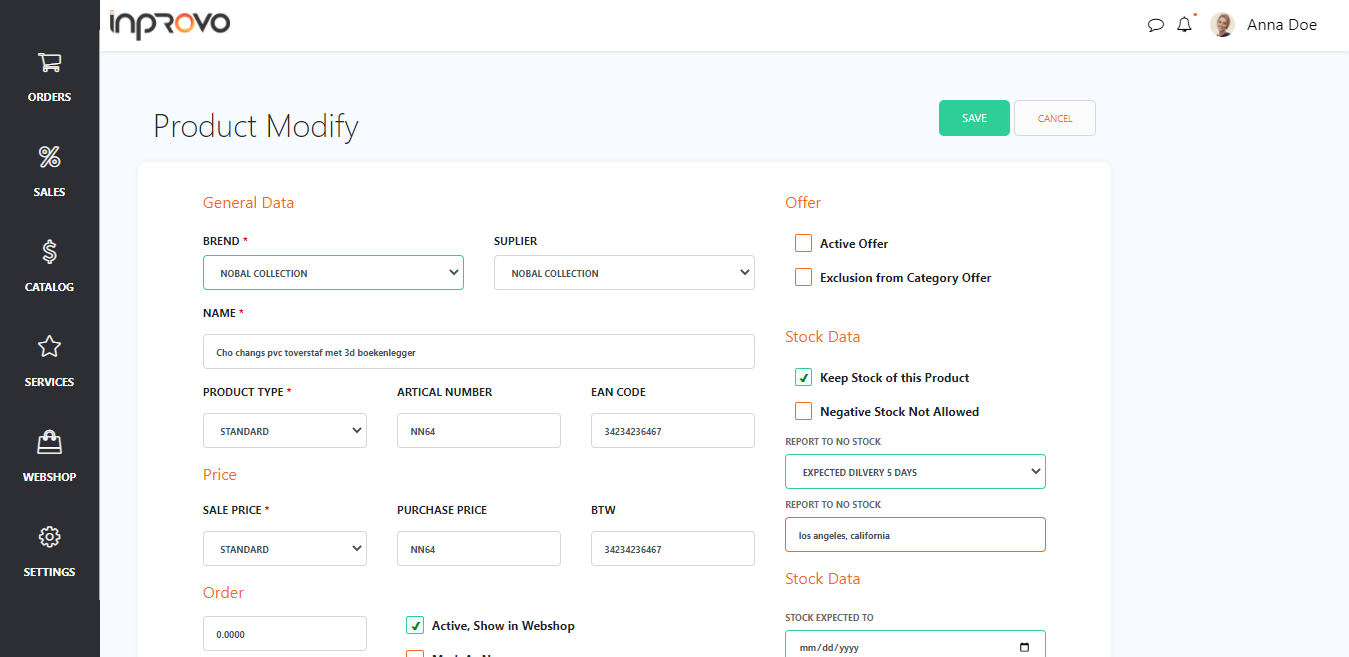 inprovo
Anna Doe
ORDERS
SALES
CATALOG
SERVICES
WEBSHOP
SETTINGS
Product Modify
SAVE
CANCEL
General Data
BREND *
SUPLIER
NOBAL COLLECTION
NOBAL COLLECTION
NAME *
Cho changs pvc toverstaf met 3d boekenlegger
PRODUCT TYPE *
ARTICAL NUMBER
EAN CODE
STANDARD
NN64
34234236467
Price
SALE PRICE *
PURCHASE PRICE
BTW
STANDARD
NN64
34234236467
Order
0.0000
Active, Show in Webshop
Offer
Active Offer
Exclusion from Category Offer
Stock Data
Keep Stock of this Product
Negative Stock Not Allowed
REPORT TO NO STOCK
EXPECTED DILVERY 5 DAYS
REPORT TO NO STOCK
los angeles, california
Stock Data
STOCK EXPECTED TO
mm/dd/yyyy